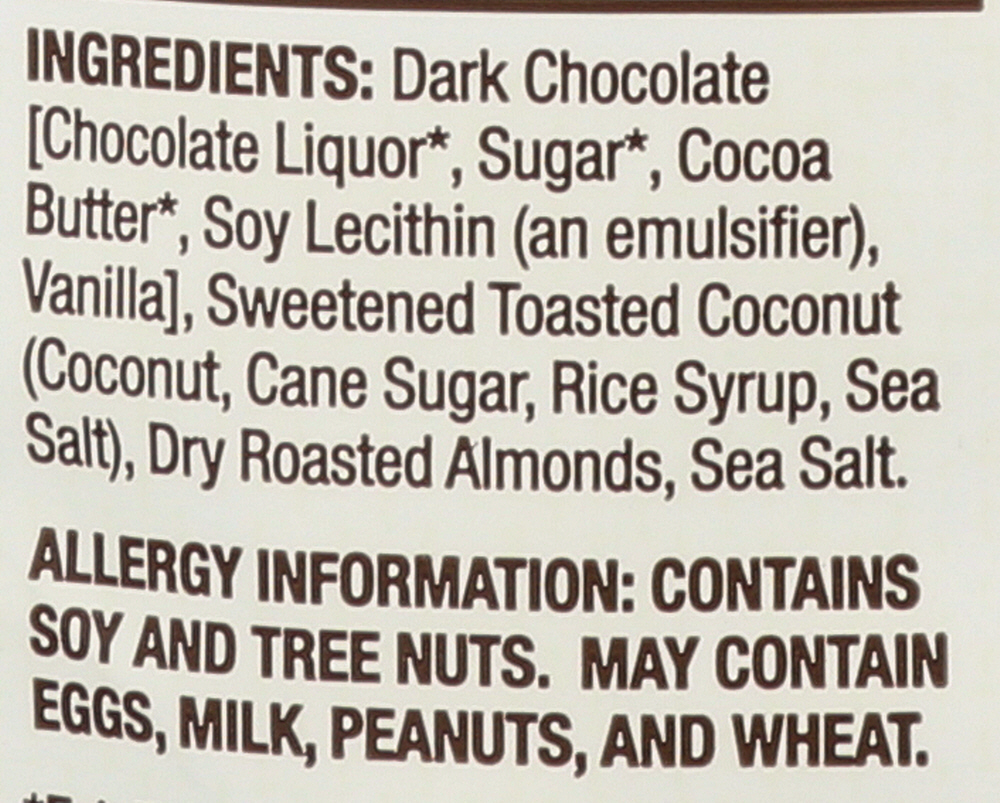 INGREDIENTS: Dark Chocolate
[Chocolate Liquor*, Sugar*, Cocoa
Butter*, Soy Lecithin (an emulsifier),
Vanilla], Sweetened Toasted Coconut
(Coconut, Cane Sugar, Rice Syrup, Sea
Salt), Dry Roasted Almonds, Sea Salt.
ALLERGY INFORMATION: CONTAINS
SOY AND TREE NUTS. MAY CONTAIN
EGGS, MILK, PEANUTS, AND WHEAT.